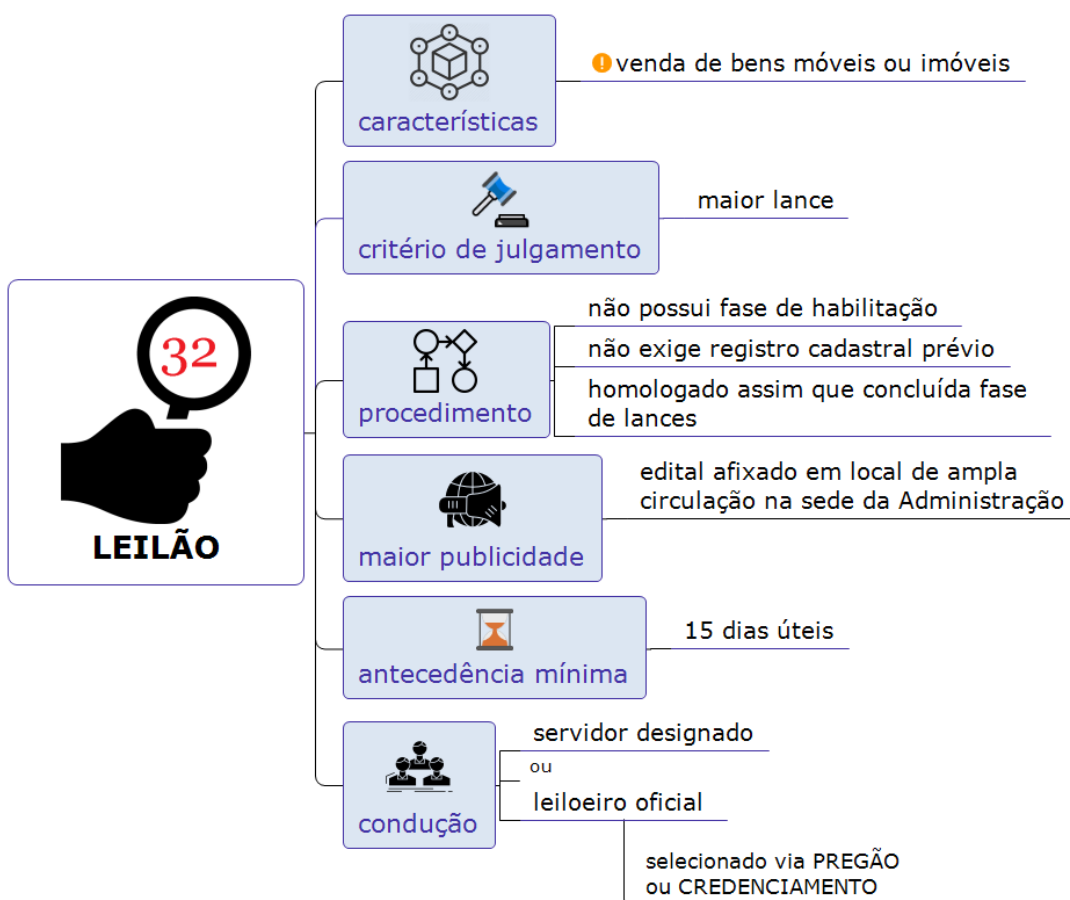 características
! venda de bens móveis ou imóveis
critério de julgamento
maior lance
32
LEILÃO
procedimento
não possui fase de habilitação
não exige registro cadastral prévio
homologado assim que concluída fase
de lances
maior publicidade
edital afixado em local de ampla
circulação na sede da Administração
antecedência mínima
15 dias úteis
condução
servidor designado
ou
leiloeiro oficial
selecionado via PREGÃO
ou CREDENCIAMENTO